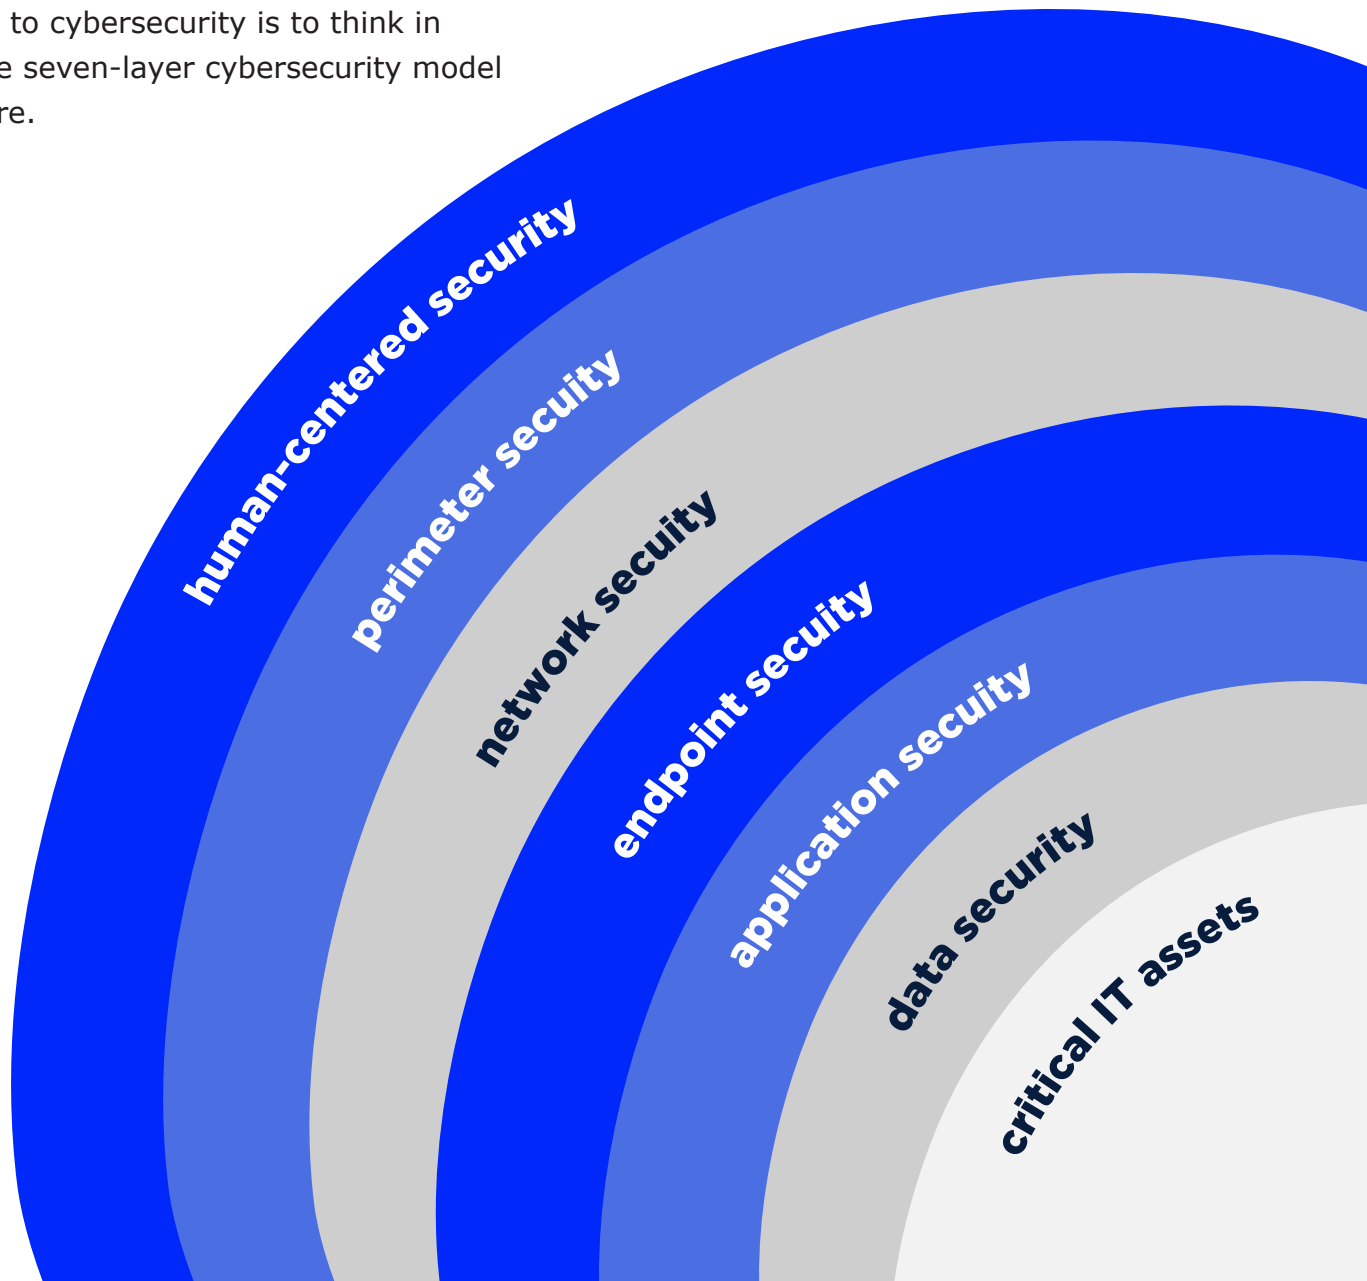 to cybersecurity is to think in
e seven-layer cybersecurity model
re.
human-centered security
perimeter secuity
network secuity
endpoint secuity
application secuity
data security
critical IT assets